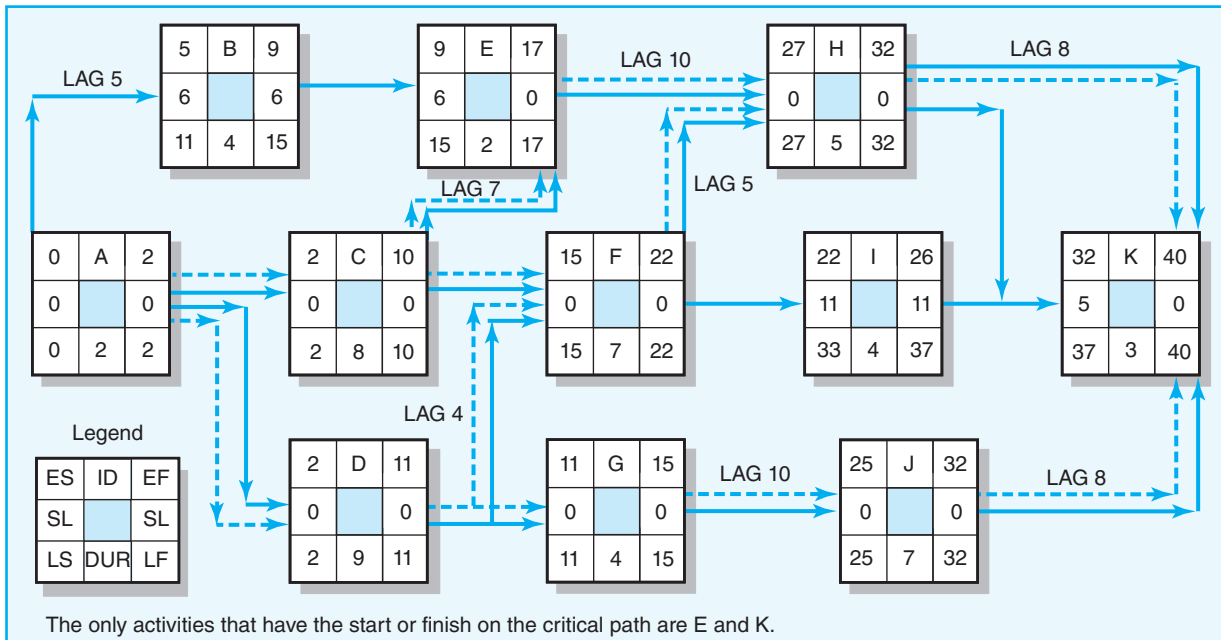 5 B 9
6 6
11 4 15
9 E 17
6 0
15 2 17
27 H 32
0 0
27 5 32
LAG 5
LAG 10
LAG 8
LAG 7
LAG 5
0 A 2
0 0
0 2 2
2 C 10
0 0
2 8 10
15 F 22
0 0
15 7 22
22 I 26
11 11
33 4 37
32 K 40
5 0
37 3 40
LAG 4
Legend
ES ID EF
SL SL
LS DUR LF
2 D 11
0 0
2 9 11
11 G 15
0 0
11 4 15
LAG 10
25 J 32
0 0
25 7 32
LAG 8
The only activities that have the start or finish on the critical path are E and K.